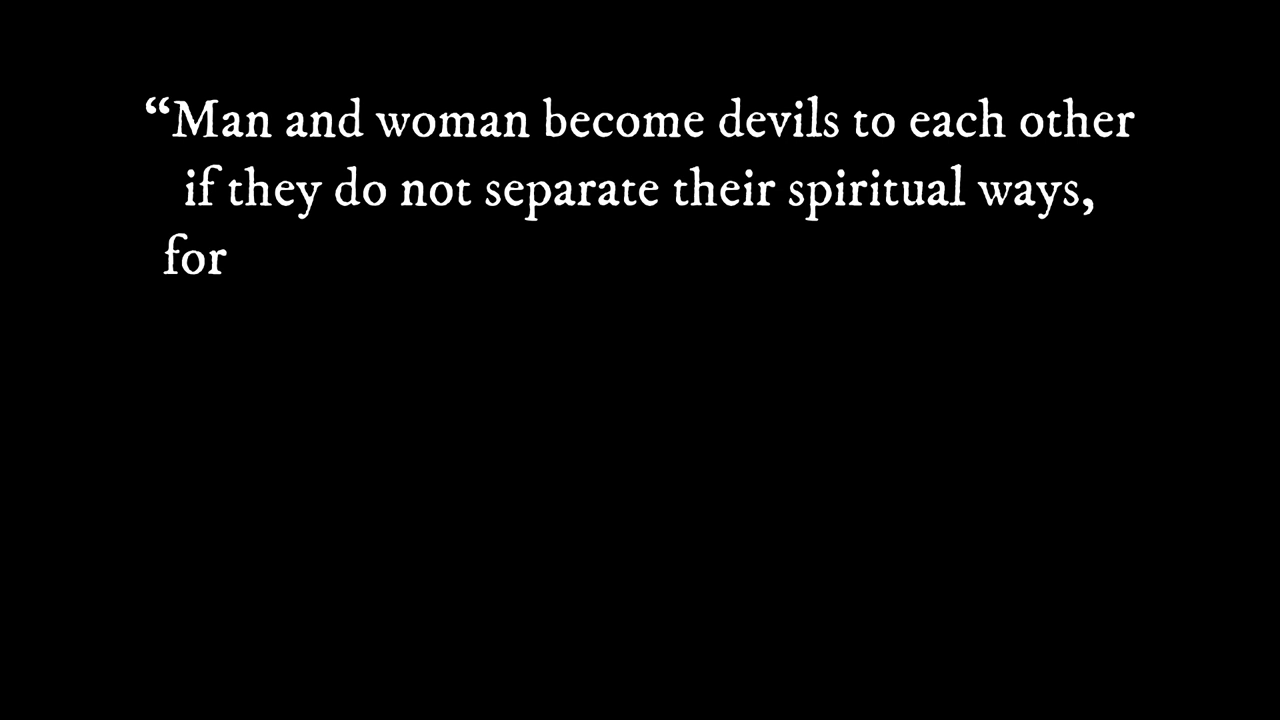 “Man and woman become devils to each other
if they do not separate their spiritual ways,
for